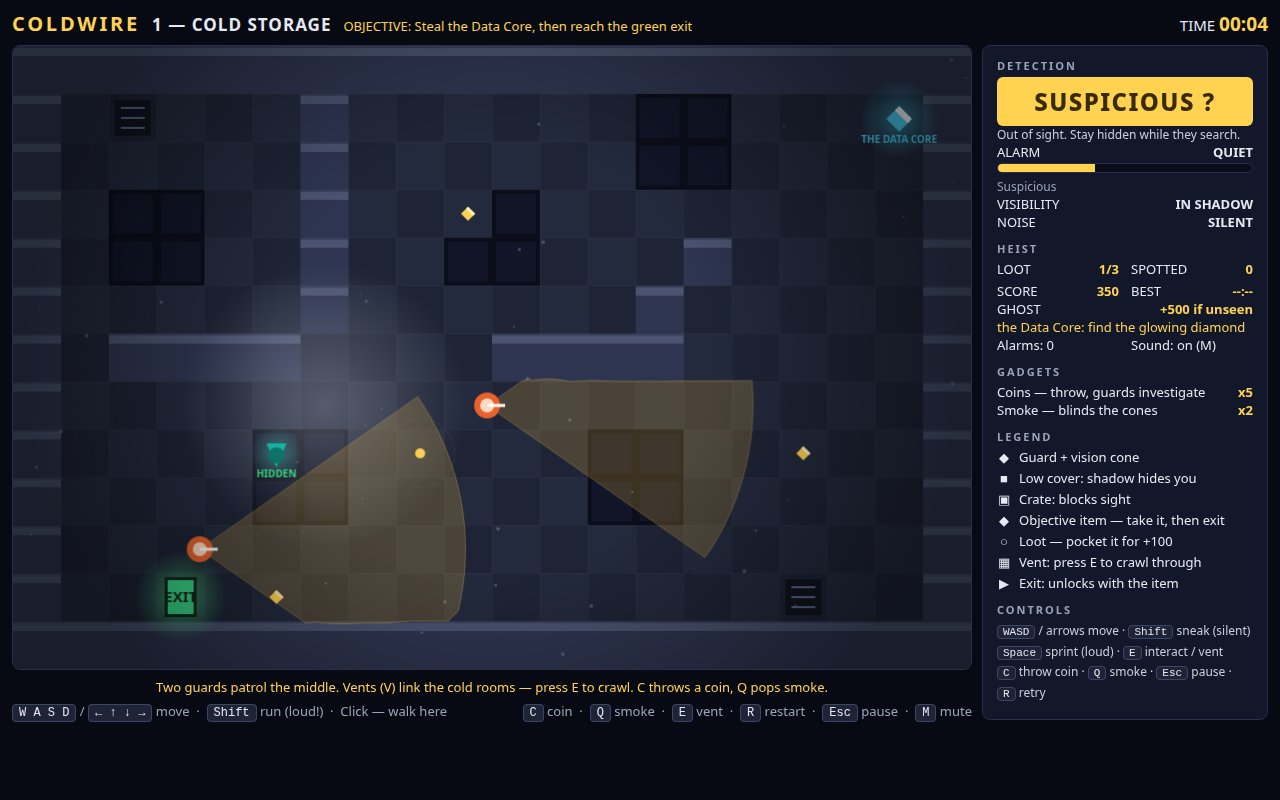 COLDWIRE 1 — COLD STORAGE OBJECTIVE: Steal the Data Core, then reach the green exit TIME 00:04
THE DATA CORE
HIDDEN
EXIT
Two guards patrol the middle. Vents (V) link the cold rooms — press E to crawl. C throws a coin, Q pops smoke.
W A S D / ← ↑ ↓ → move · Shift run (loud!) · Click — walk here C coin · Q smoke · E vent · R restart · Esc pause · M mute
DETECTION
SUSPICIOUS ?
Out of sight. Stay hidden while they search.
ALARM QUIET
Suspicious
VISIBILITY IN SHADOW
NOISE SILENT
HEIST
LOOT 1/3 SPOTTED 0
SCORE 350 BEST --:--
GHOST +500 if unseen
the Data Core: find the glowing diamond
Alarms: 0 Sound: on (M)
GADGETS
Coins — throw, guards investigate x5
Smoke — blinds the cones x2
LEGEND
◆ Guard + vision cone
■ Low cover: shadow hides you
▣ Crate: blocks sight
◆ Objective item — take it, then exit
○ Loot — pocket it for +100
▦ Vent: press E to crawl through
▶ Exit: unlocks with the item
CONTROLS
WASD / arrows move · Shift sneak (silent)
Space sprint (loud) · E interact / vent
C throw coin · Q smoke · Esc pause ·
R retry